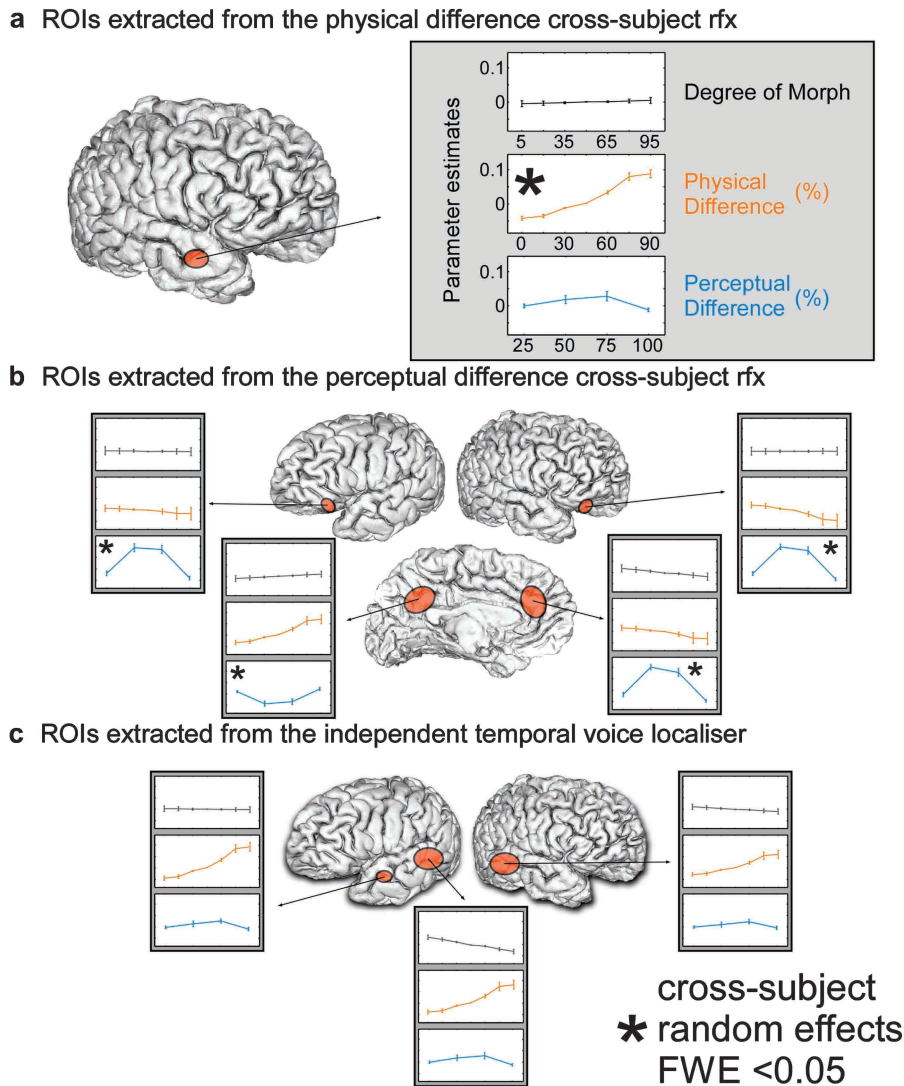 a ROIs extracted from the physical difference cross-subject rfx
Parameter estimates
0.1
0
5 35 65 95
Degree of Morph
0.1
*
0
0 30 60 90
Physical
Difference (%)
0.1
0
25 50 75 100
Perceptual
Difference (%)
b ROIs extracted from the perceptual difference cross-subject rfx
*
*
*
*
c ROIs extracted from the independent temporal voice localiser
cross-subject
* random effects
FWE <0.05